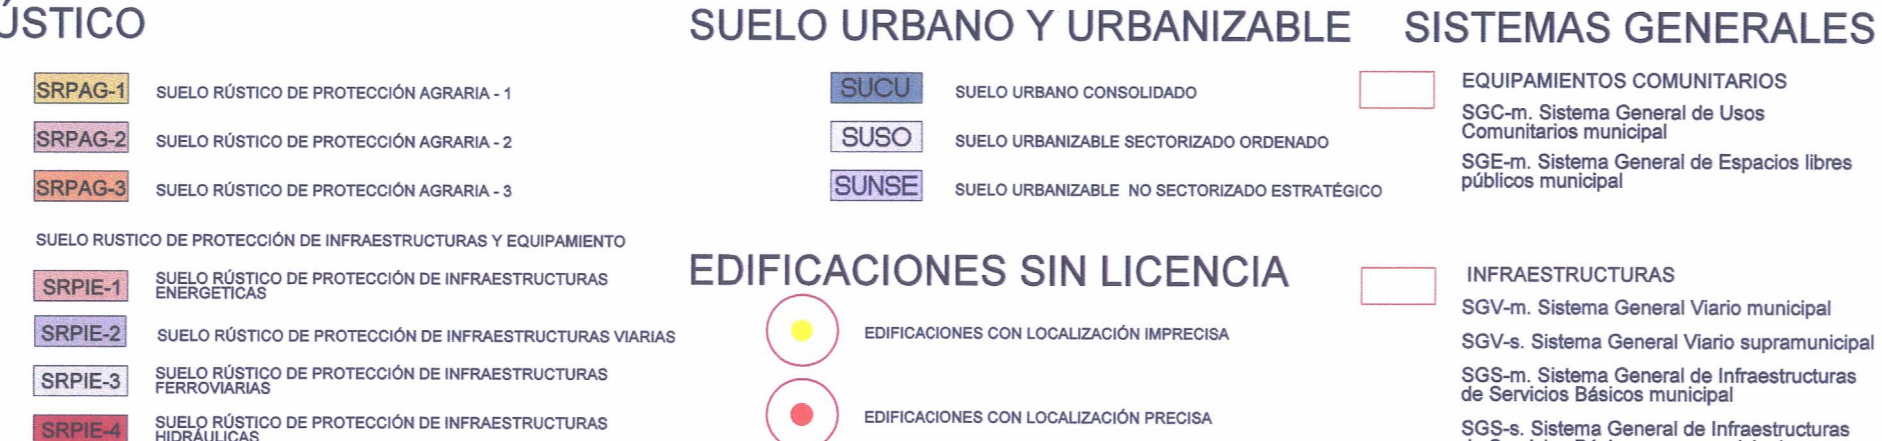 ÚSTICO
SRPAG-1 SUELO RÚSTICO DE PROTECCIÓN AGRARIA - 1
SRPAG-2 SUELO RÚSTICO DE PROTECCIÓN AGRARIA - 2
SRPAG-3 SUELO RÚSTICO DE PROTECCIÓN AGRARIA - 3
SUELO RUSTICO DE PROTECCIÓN DE INFRAESTRUCTURAS Y EQUIPAMIENTO
SRPIE-1 SUELO RÚSTICO DE PROTECCIÓN DE INFRAESTRUCTURAS
ENERGETICAS
SRPIE-2 SUELO RÚSTICO DE PROTECCIÓN DE INFRAESTRUCTURAS VIARIAS
SRPIE-3 SUELO RÚSTICO DE PROTECCIÓN DE INFRAESTRUCTURAS
FERROVIARIAS
SRPIE-4 SUELO RÚSTICO DE PROTECCIÓN DE INFRAESTRUCTURAS
HIDRÁULICAS
SUELO URBANO Y URBANIZABLE
SUCU SUELO URBANO CONSOLIDADO
SUSO SUELO URBANIZABLE SECTORIZADO ORDENADO
SUNSE SUELO URBANIZABLE NO SECTORIZADO ESTRATÉGICO
EDIFICACIONES SIN LICENCIA
EDIFICACIONES CON LOCALIZACIÓN IMPRECISA
EDIFICACIONES CON LOCALIZACIÓN PRECISA
SISTEMAS GENERALES
EQUIPAMIENTOS COMUNITARIOS
SGC-m. Sistema General de Usos
Comunitarios municipal
SGE-m. Sistema General de Espacios libres
públicos municipal
INFRAESTRUCTURAS
SGV-m. Sistema General Viario municipal
SGV-s. Sistema General Viario supramunicipal
SGS-m. Sistema General de Infraestructuras
de Servicios Básicos municipal
SGS-s. Sistema General de Infraestructuras